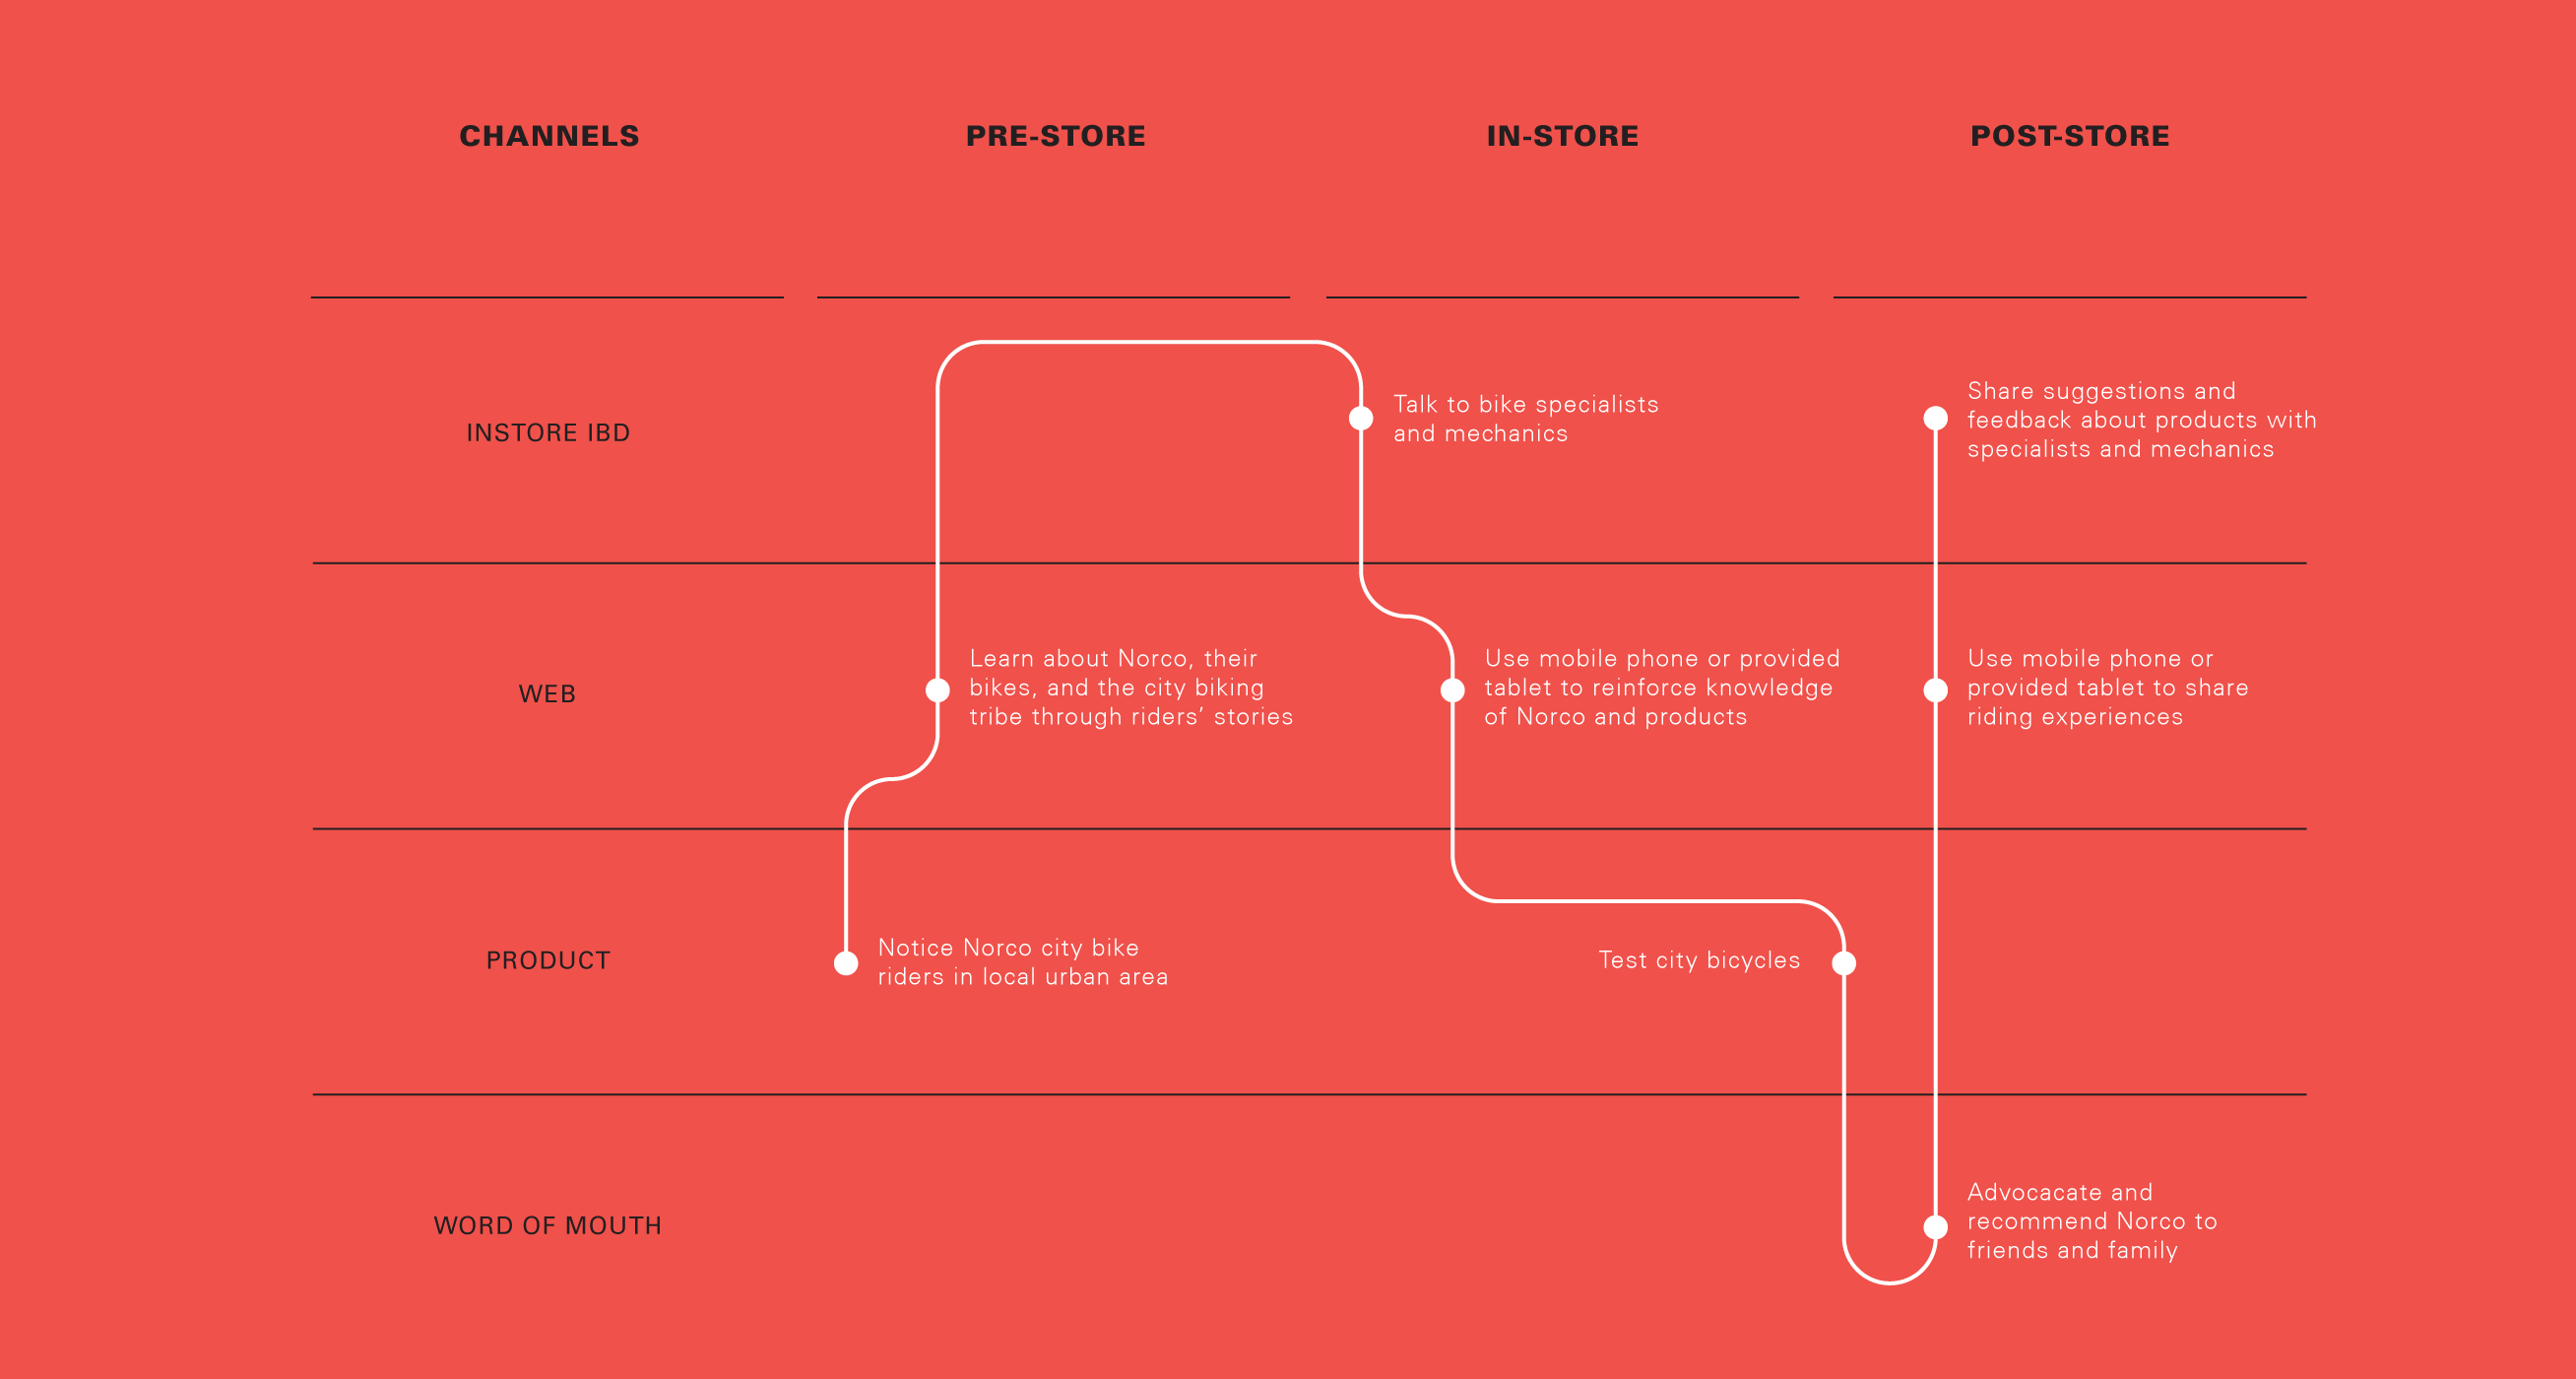 CHANNELS
PRE-STORE
IN-STORE
POST-STORE
INSTORE IBD
Talk to bike specialists
and mechanics
Share suggestions and
feedback about products with
specialists and mechanics
WEB
Learn about Norco, their
bikes, and the city biking
tribe through riders’ stories
Use mobile phone or provided
tablet to reinforce knowledge
of Norco and products
Use mobile phone or
provided tablet to share
riding experiences
PRODUCT
Notice Norco city bike
riders in local urban area
Test city bicycles
WORD OF MOUTH
Advocacate and
recommend Norco to
friends and family